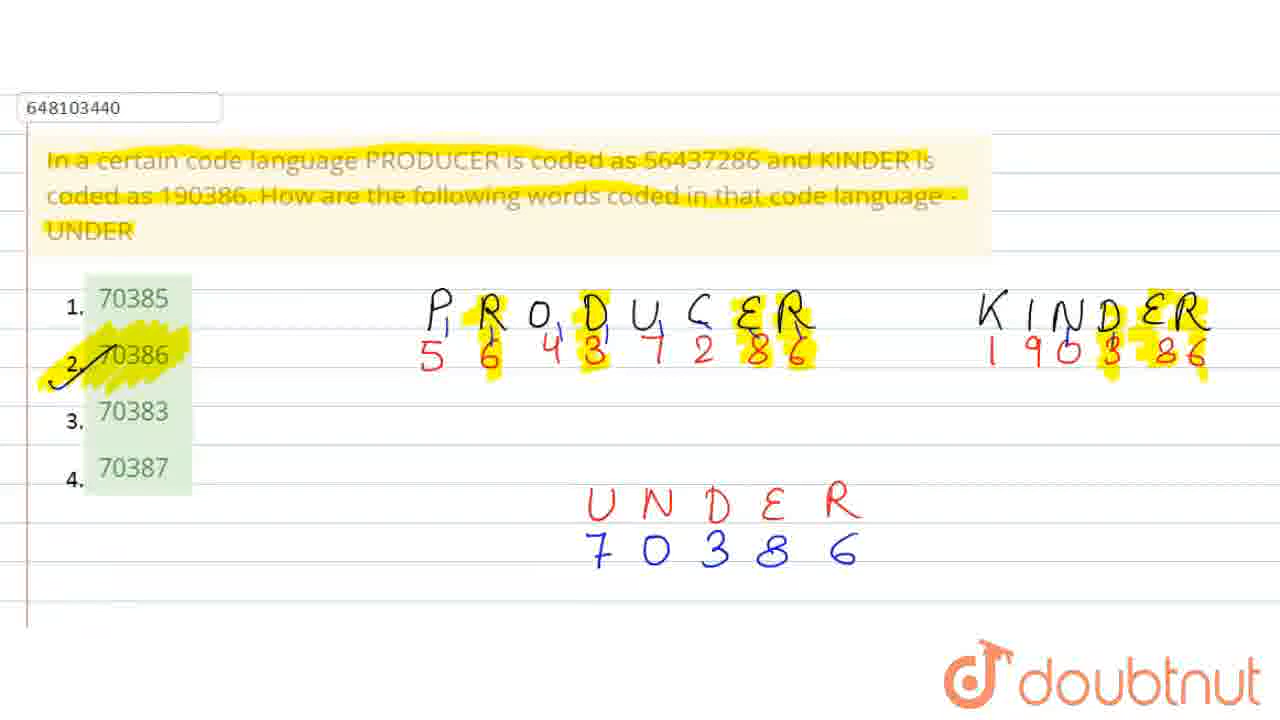 648103440
In a certain code language PRODUCER is coded as 56437286 and KINDER is
coded as 190386. How are the following words coded in that code language -
UNDER
1. 70385
2. 70386
3. 70383
4. 70387
P R O D U C E R
5 6 4 3 7 2 8 6
K I N D E R
1 9 0 3 8 6
U N D E R
7 0 3 8 6
doubtnut